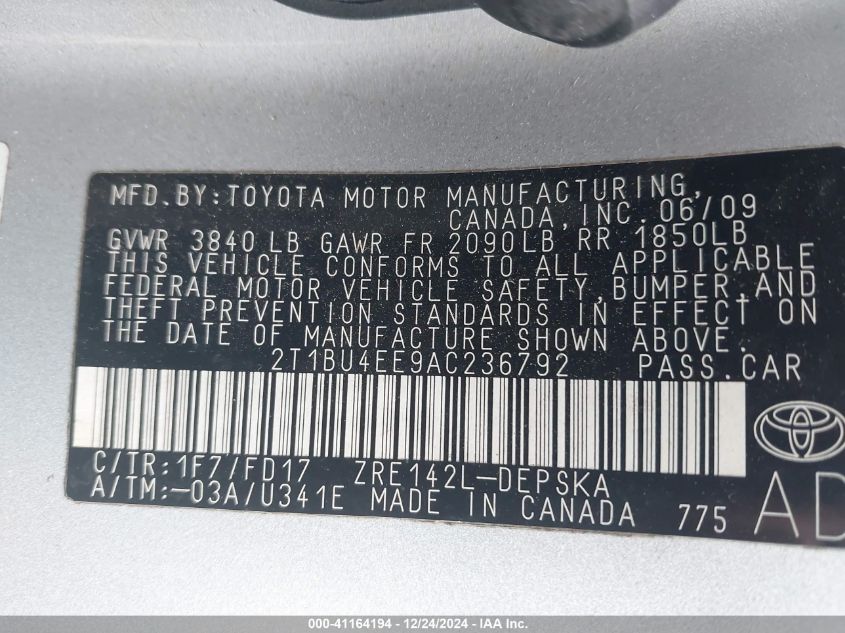 MFD.BY:TOYOTA MOTOR MANUFACTURING,
CANADA, INC. 06/09
GVWR 3840 LB GAWR FR 2090LB RR 1850LB
THIS VEHICLE CONFORMS TO ALL APPLICABLE
FEDERAL MOTOR VEHICLE SAFETY, BUMPER, AND
THEFT PREVENTION STANDARDS IN EFFECT ON
THE DATE OF MANUFACTURE SHOWN ABOVE.
2T1BU4EE9AC236792 PASS.CAR
C/TR:1F7/FD17 ZRE142L-DEPSKA
A/TM:-03A/U341E MADE IN CANADA 775 AD
000-41164194 - 12/24/2024 - IAAI.com